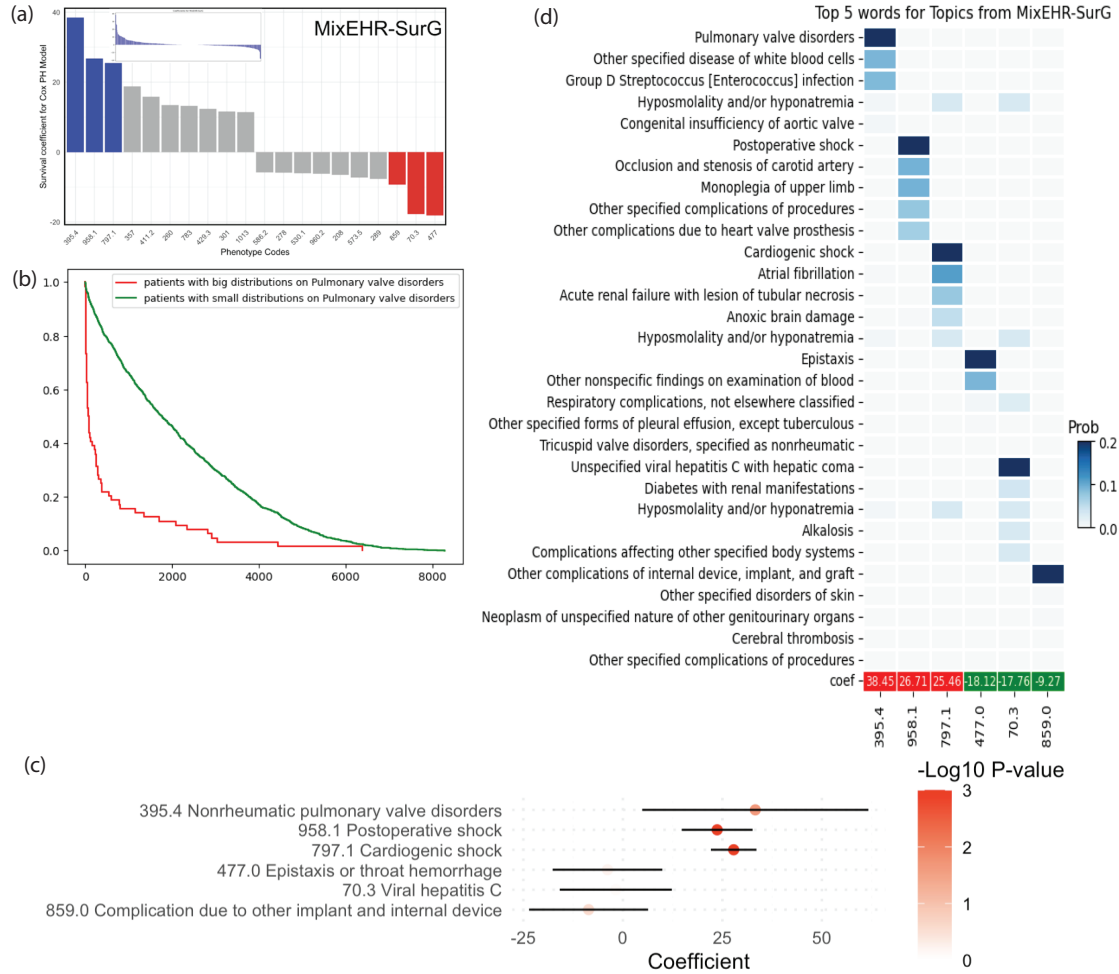 (a)
MixEHR-SurG
Survival coefficient for Cox PH Model
40
20
0
-20
395.4
958.1
797.1
357
411.2
260
783
429.3
301
1013
586.2
278
530.1
960.2
208
573.5
289
859
70.3
477
Phenotype Codes
(b)
patients with big distributions on Pulmonary valve disorders
patients with small distributions on Pulmonary valve disorders
1.0
0.8
0.6
0.4
0.2
0.0
0 2000 4000 6000 8000
(d)
Top 5 words for Topics from MixEHR-SurG
Pulmonary valve disorders
Other specified disease of white blood cells
Group D Streptococcus [Enterococcus] infection
Hyposmolality and/or hyponatremia
Congenital insufficiency of aortic valve
Postoperative shock
Occlusion and stenosis of carotid artery
Monoplegia of upper limb
Other specified complications of procedures
Other complications due to heart valve prosthesis
Cardiogenic shock
Atrial fibrillation
Acute renal failure with lesion of tubular necrosis
Anoxic brain damage
Hyposmolality and/or hyponatremia
Epistaxis
Other nonspecific findings on examination of blood
Respiratory complications, not elsewhere classified
Other specified forms of pleural effusion, except tuberculous
Tricuspid valve disorders, specified as nonrheumatic
Unspecified viral hepatitis C with hepatic coma
Diabetes with renal manifestations
Hyposmolality and/or hyponatremia
Alkalosis
Complications affecting other specified body systems
Other complications of internal device, implant, and graft
Other specified disorders of skin
Neoplasm of unspecified nature of other genitourinary organs
Cerebral thrombosis
Other specified complications of procedures
coef 38.45 26.71 25.46 -18.12 -17.76 -9.27
395.4
958.1
797.1
477.0
70.3
859.0
Prob
0.2
0.1
0.0
(c)
395.4 Nonrheumatic pulmonary valve disorders
958.1 Postoperative shock
797.1 Cardiogenic shock
477.0 Epistaxis or throat hemorrhage
70.3 Viral hepatitis C
859.0 Complication due to other implant and internal device
-25 0 25 50
Coefficient
-Log10 P-value
3
2
1
0